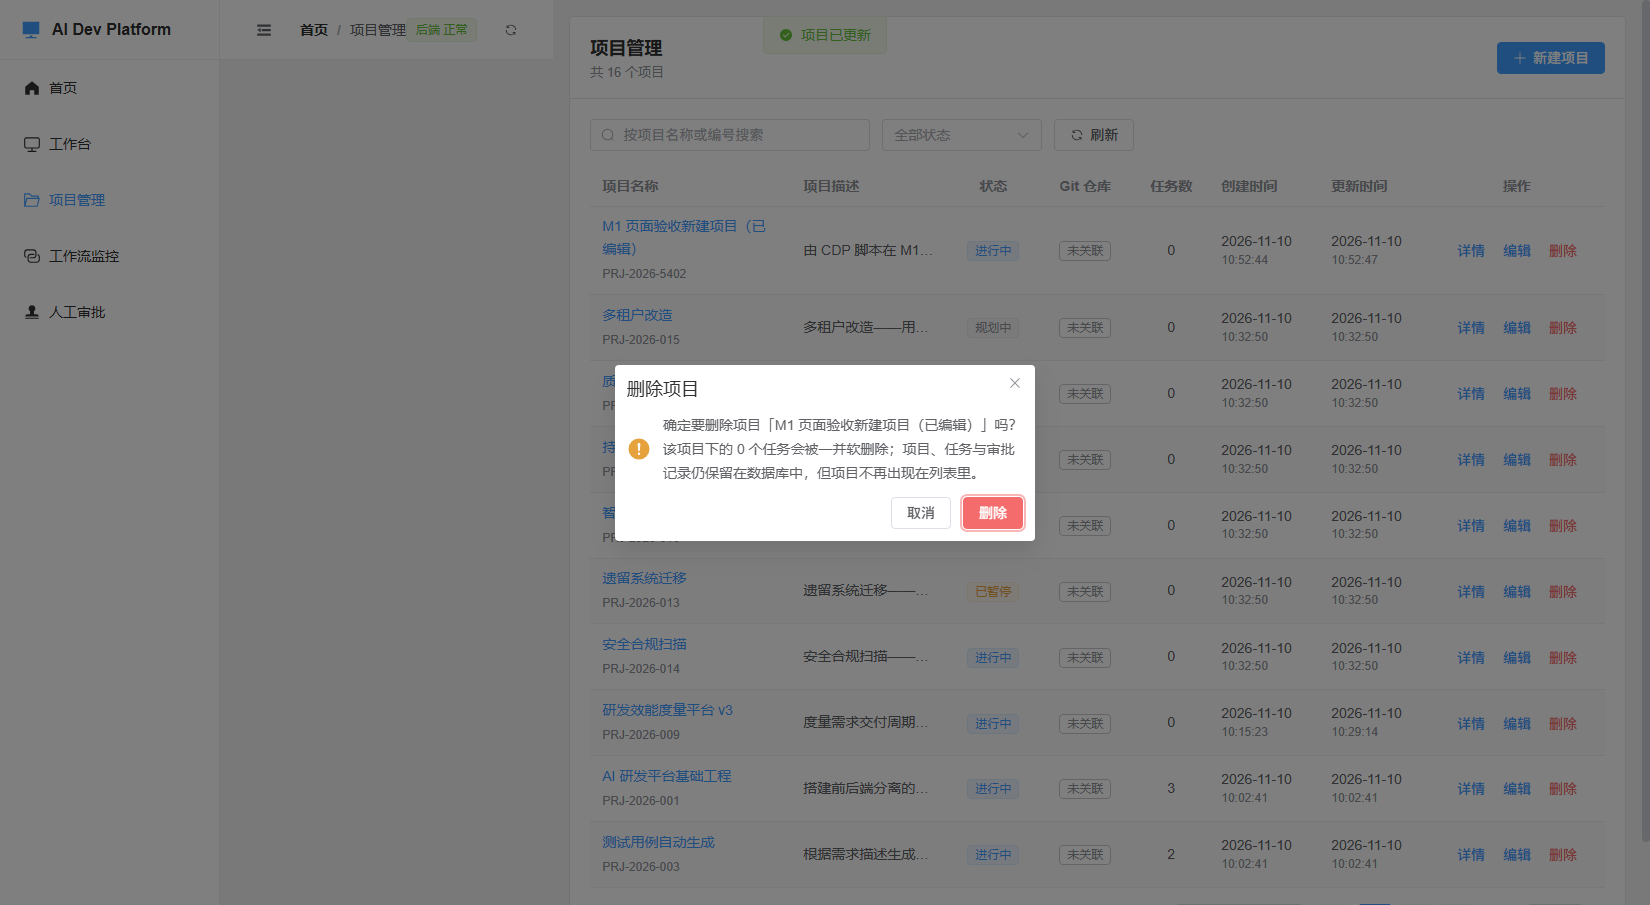 AI Dev Platform
首页 / 项目管理
后端 正常
项目已更新
首页
工作台
项目管理
工作流监控
人工审批
项目管理
共 16 个项目
新建项目
按项目名称或编号搜索
全部状态
刷新
项目名称 项目描述 状态 Git 仓库 任务数 创建时间 更新时间 操作
M1 页面验收新建项目（已
编辑）
PRJ-2026-5402
由 CDP 脚本在 M1…
进行中 未关联 0
2026-11-10
10:52:44
2026-11-10
10:52:47
详情 编辑 删除
多租户改造
PRJ-2026-015
多租户改造——用…
规划中 未关联 0
2026-11-10
10:32:50
2026-11-10
10:32:50
详情 编辑 删除
未关联 0
2026-11-10
10:32:50
2026-11-10
10:32:50
详情 编辑 删除
未关联 0
2026-11-10
10:32:50
2026-11-10
10:32:50
详情 编辑 删除
未关联 0
2026-11-10
10:32:50
2026-11-10
10:32:50
详情 编辑 删除
删除项目
确定要删除项目「M1 页面验收新建项目（已编辑）」吗？
该项目下的 0 个任务会被一并软删除；项目、任务与审批
记录仍保留在数据库中，但项目不再出现在列表里。
取消 删除
遗留系统迁移
PRJ-2026-013
遗留系统迁移——…
已暂停 未关联 0
2026-11-10
10:32:50
2026-11-10
10:32:50
详情 编辑 删除
安全合规扫描
PRJ-2026-014
安全合规扫描——…
进行中 未关联 0
2026-11-10
10:32:50
2026-11-10
10:32:50
详情 编辑 删除
研发效能度量平台 v3
PRJ-2026-009
度量需求交付周期…
进行中 未关联 0
2026-11-10
10:15:23
2026-11-10
10:29:14
详情 编辑 删除
AI 研发平台基础工程
PRJ-2026-001
搭建前后端分离的…
进行中 未关联 3
2026-11-10
10:02:41
2026-11-10
10:02:41
详情 编辑 删除
测试用例自动生成
PRJ-2026-003
根据需求描述生成…
进行中 未关联 2
2026-11-10
10:02:41
2026-11-10
10:02:41
详情 编辑 删除